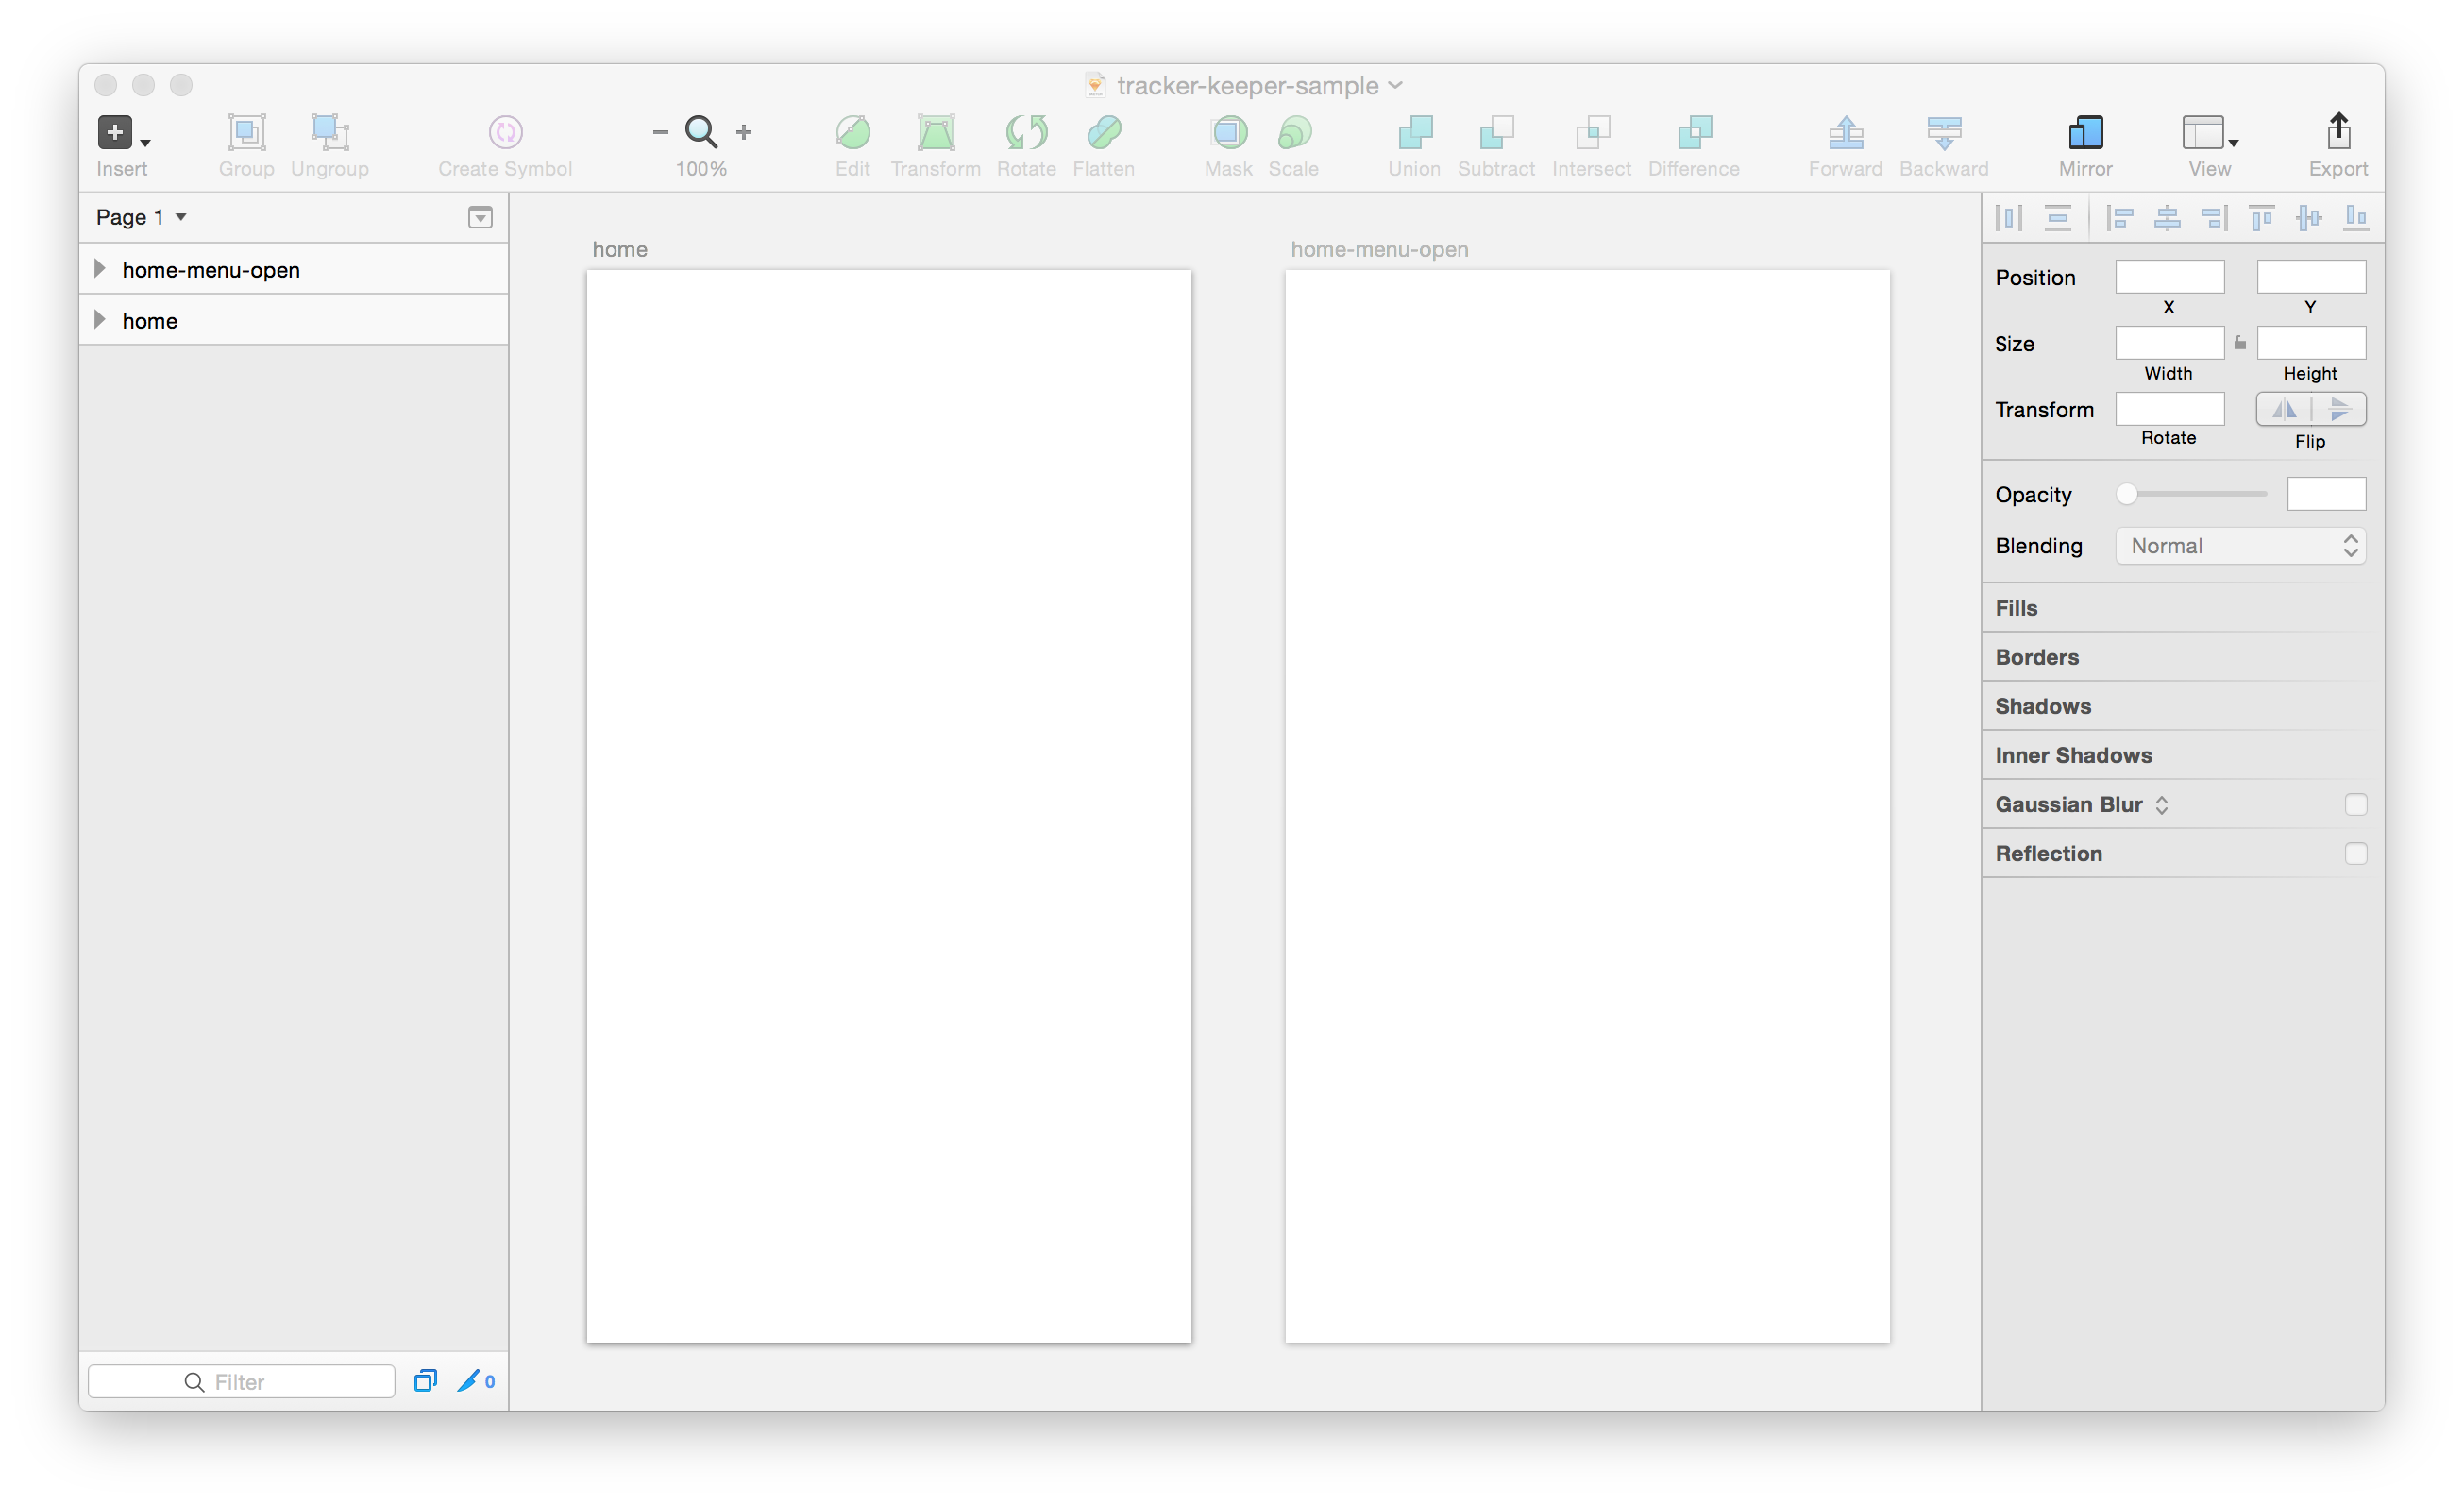 tracker-keeper-sample
Insert Group Ungroup Create Symbol 100% Edit Transform Rotate Flatten Mask Scale Union Subtract Intersect Difference Forward Backward Mirror View Export
Page 1
home-menu-open
home
Filter
0
home
home-menu-open
Position
X Y
Size
Width Height
Transform
Rotate Flip
Opacity
Blending Normal
Fills
Borders
Shadows
Inner Shadows
Gaussian Blur
Reflection